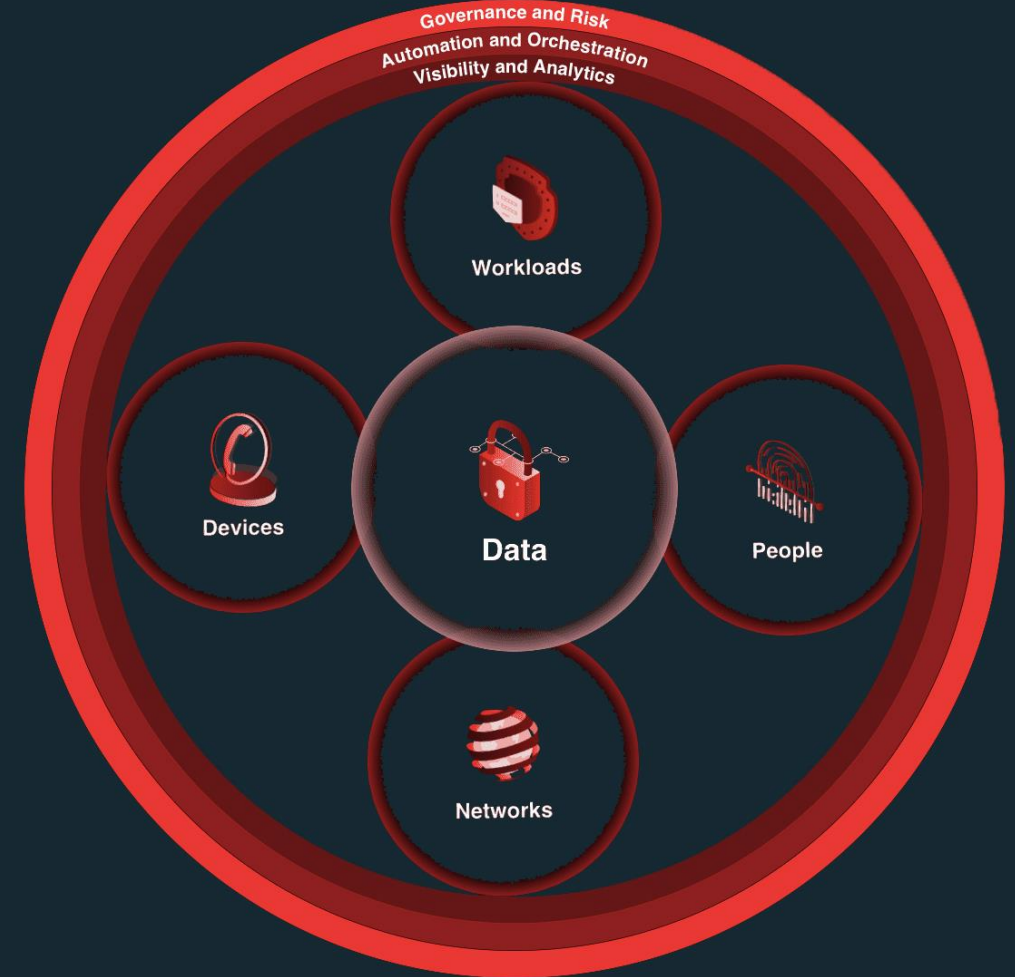 Governance and Risk
Automation and Orchestration
Visibility and Analytics
Workloads
Devices
Data
People
Networks